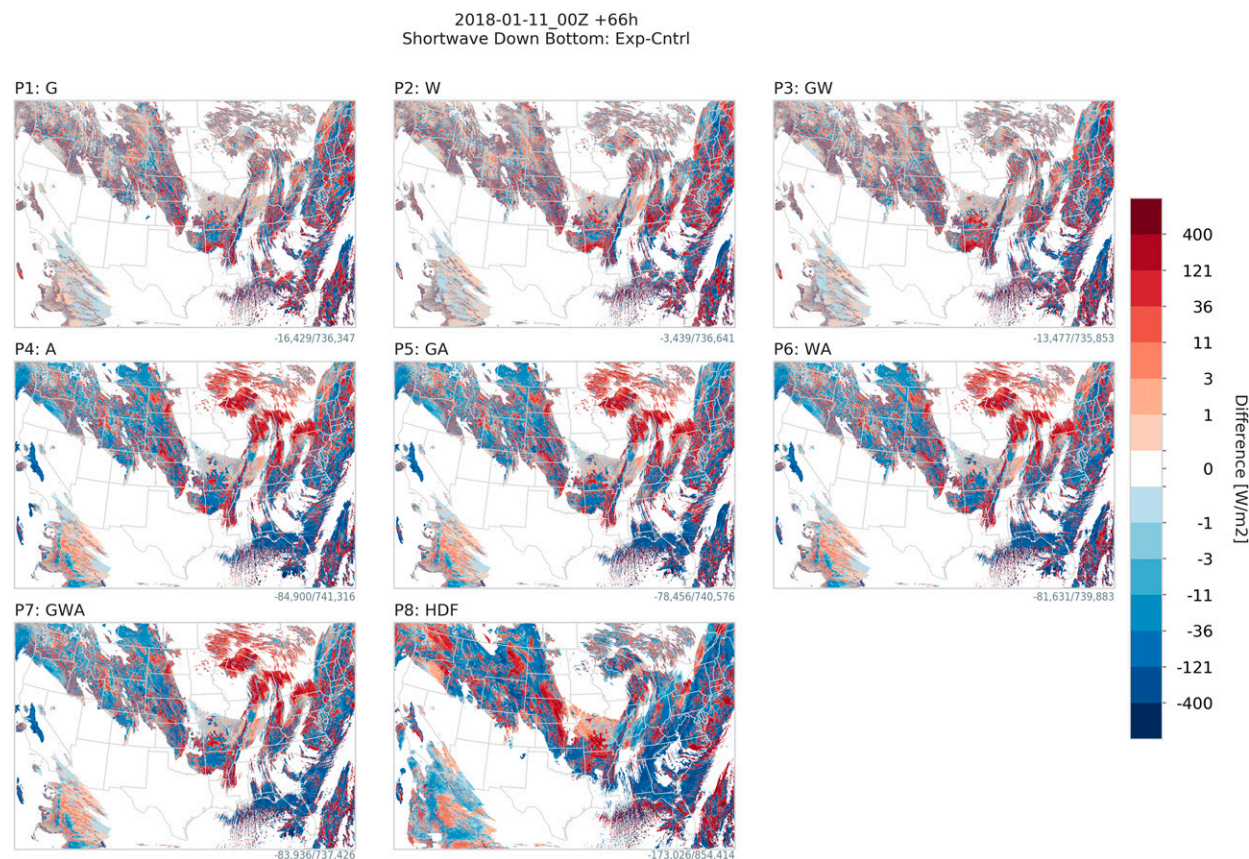 2018-01-11_00Z +66h
Shortwave Down Bottom: Exp-Cntrl
P1: G
P2: W
P3: GW
-16,429/736,347
-3,439/736,641
-13,477/735,853
P4: A
P5: GA
P6: WA
-84,900/741,316
-78,456/740,576
-81,631/739,883
P7: GWA
P8: HDF
-83,936/737,426
-173,026/854,414
400
121
36
11
3
1
0
-1
-3
-11
-36
-121
-400
Difference [W/m2]